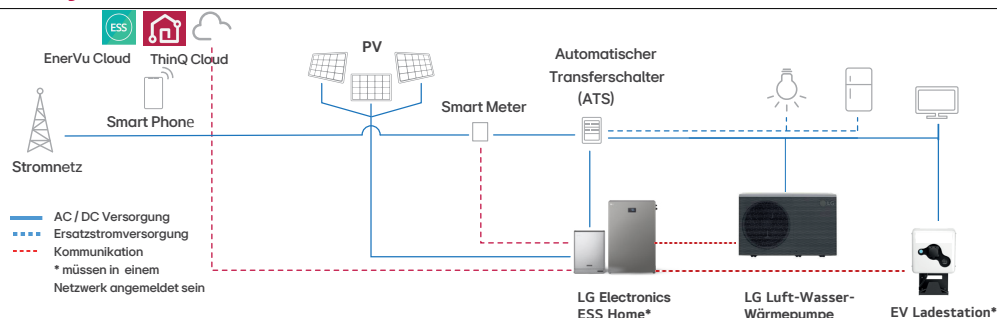 ESS
EnerVu Cloud
ThinQ Cloud
PV
Automatischer
Transferschalter
(ATS)
Smart Meter
Smart Phone
Stromnetz
AC / DC Versorgung
Ersatzstromversorgung
Kommunikation
* müssen in einem
Netzwerk angemeldet sein
LG Electronics
ESS Home*
LG Luft-Wasser-
Wärmepumpe
EV Ladestation*